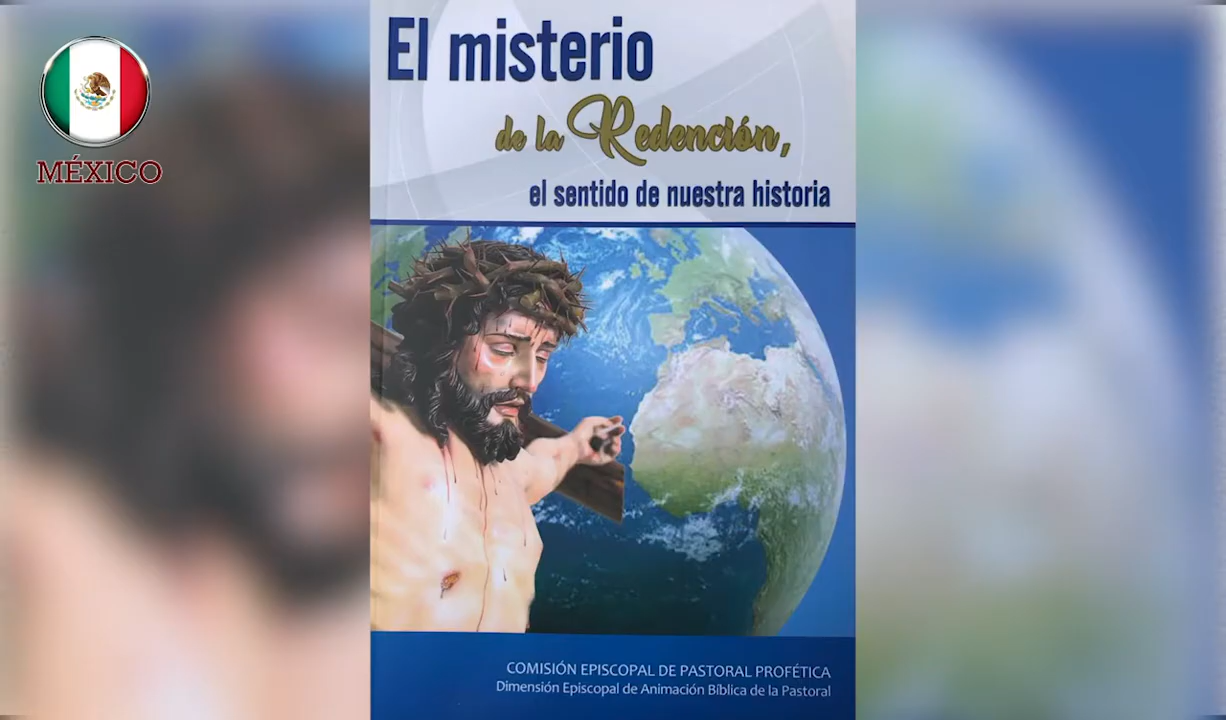 MÉXICO
El misterio
de la Redención,
el sentido de nuestra historia
COMISIÓN EPISCOPAL DE PASTORAL PROFÉTICA
Dimensión Episcopal de Animación Bíblica de la Pastoral